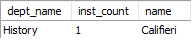 dept_name inst_count name
History 1 Califieri